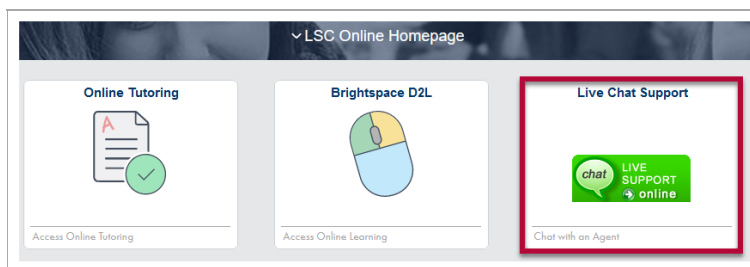 LSC Online Homepage
Online Tutoring
A
Access Online Tutoring
Brightspace D2L
Access Online Learning
Live Chat Support
chat
LIVE
SUPPORT
online
Chat with an Agent